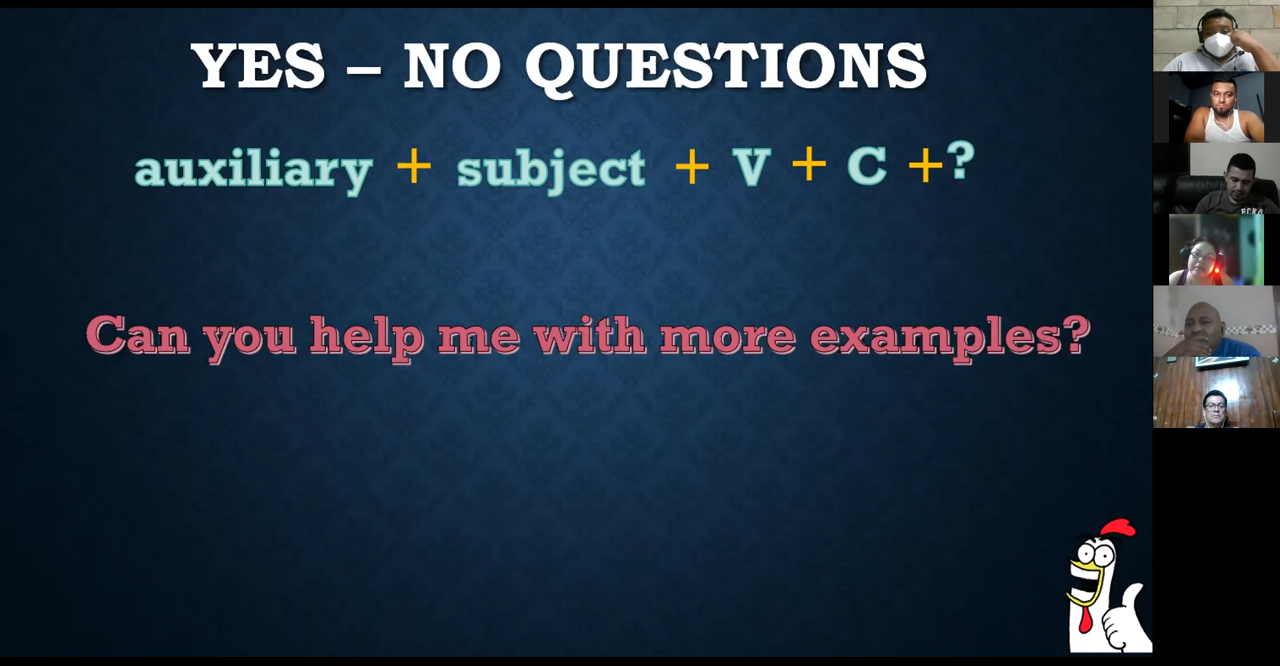 YES – NO QUESTIONS
auxiliary + subject + V + C +?
Can you help me with more examples?